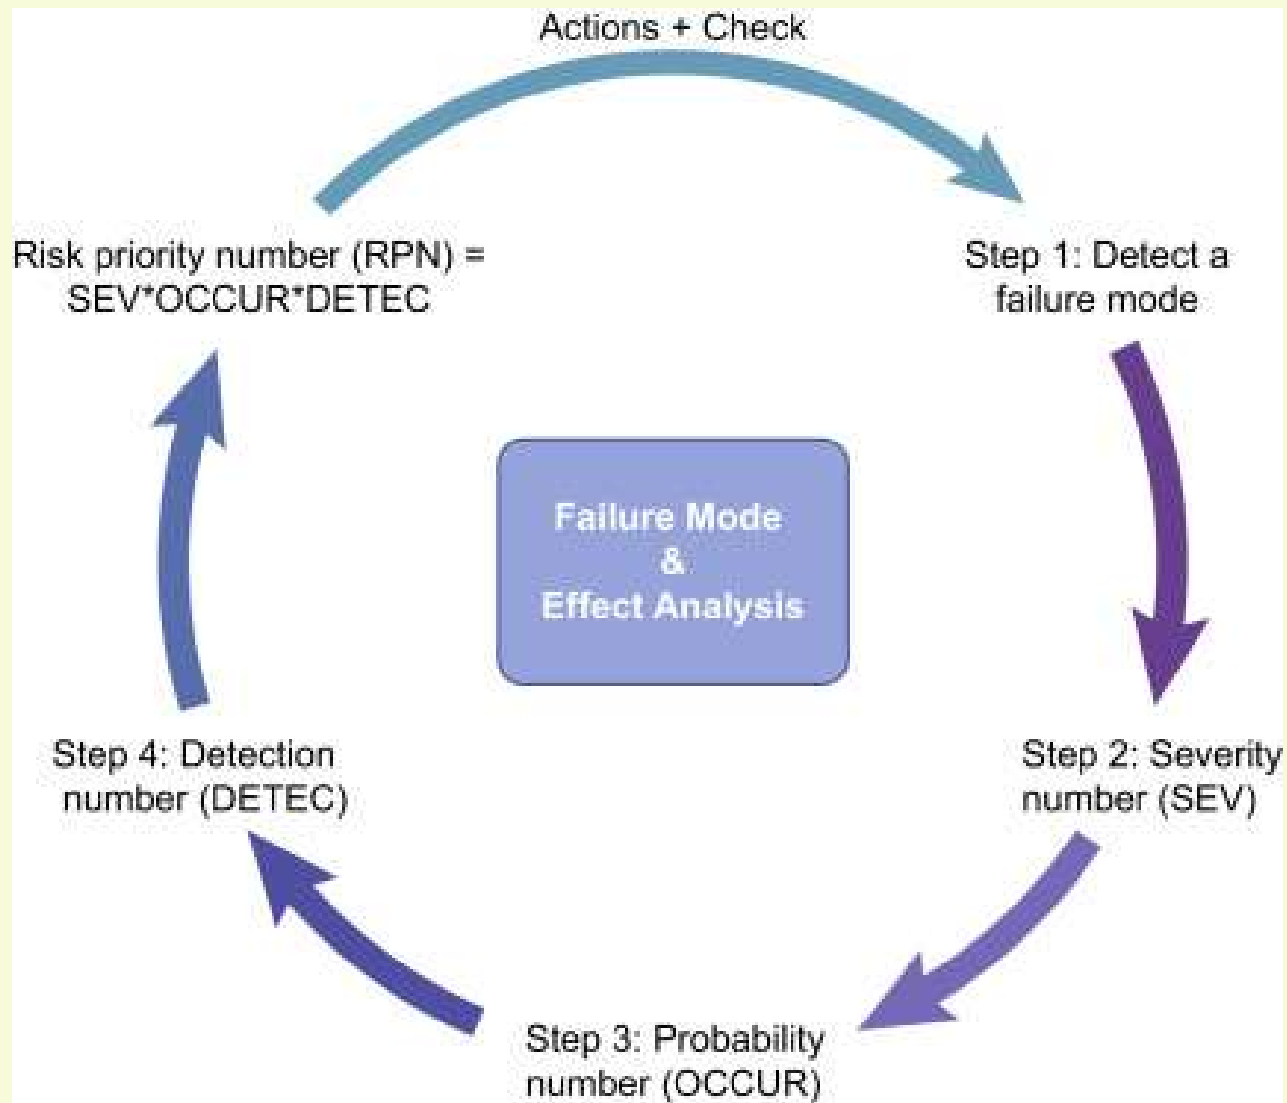 Actions + Check
Risk priority number (RPN) =
SEV*OCCUR*DETEC
Step 1: Detect a
failure mode
Failure Mode
&
Effect Analysis
Step 4: Detection
number (DETEC)
Step 2: Severity
number (SEV)
Step 3: Probability
number (OCCUR)